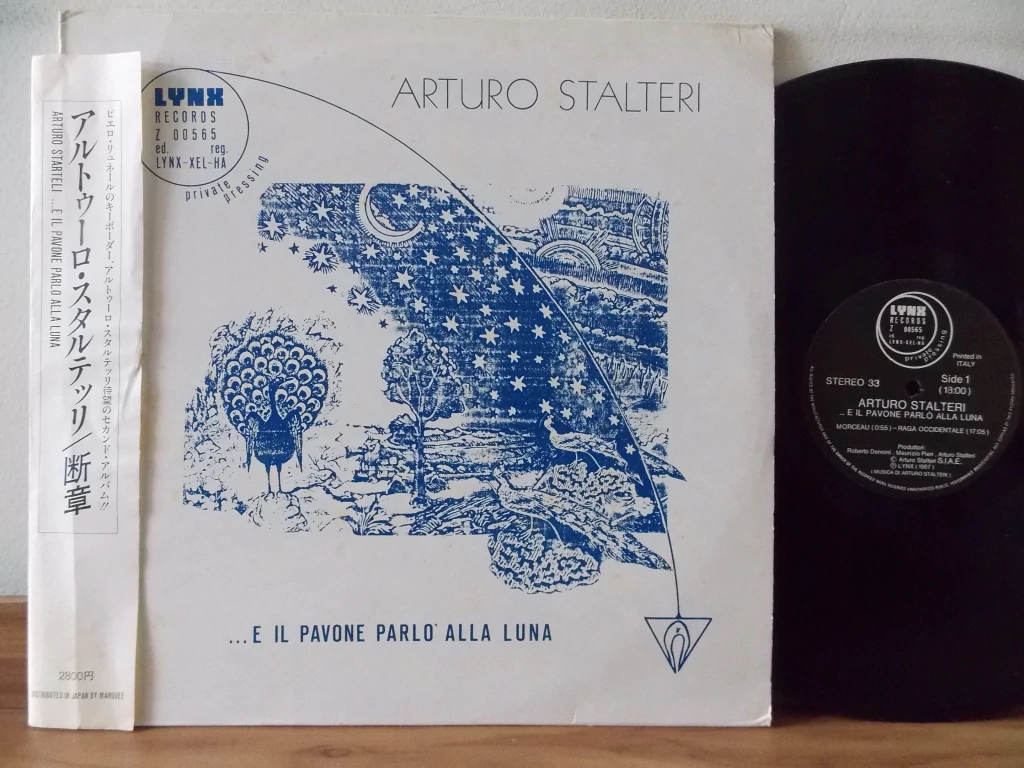 ピエロ・リュネールのキーボーダー、アルトゥーロ・スタルテッリ待望のセカンド・アルバム!!
アルトゥーロ・スタルテッリ/断章
ARTURO STARTELI ...E IL PAVONE PARLO ALLA LUNA
2800円
DISTRIBUTED IN JAPAN BY MARQUEE
LYNX
RECORDS
Z 00565
ed. reg.
LYNX-XEL-HA
private pressing
ARTURO STALTERI
...E IL PAVONE PARLO` ALLA LUNA
LYNX
RECORDS
Z 00565
ed. reg.
LYNX-XEL-HA
private pressing
Printed in
ITALY
STEREO 33
Side 1
(18:00)
ARTURO STALTERI
... E IL PAVONE PARLO ALLA LUNA
MORCEAU (0:55) – RAGA OCCIDENTALE (17:05)
Produttori:
Roberto Donnini, Maurizio Pieri, Arturo Stalteri
© Arturo Stalteri S.I.A.E.
Ⓟ LYNX (1987)
(MUSICA DI ARTURO STALTERI)